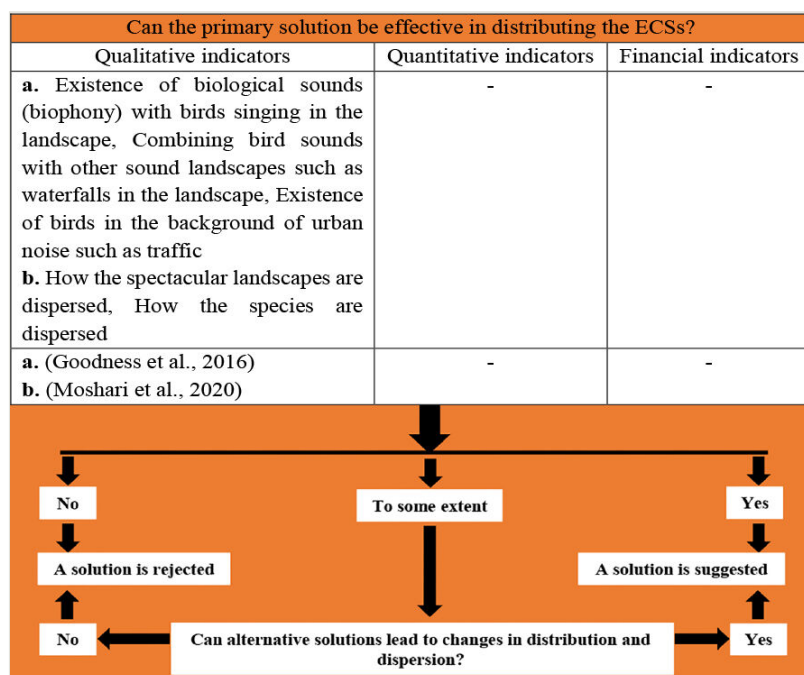 Can the primary solution be effective in distributing the ECSs?
Qualitative indicators
Quantitative indicators
Financial indicators
a. Existence of biological sounds
(biophony) with birds singing in the
landscape, Combining bird sounds
with other sound landscapes such as
waterfalls in the landscape, Existence
of birds in the background of urban
noise such as traffic
b. How the spectacular landscapes are
dispersed, How the species are
dispersed
-
-
a. (Goodness et al., 2016)
b. (Moshari et al., 2020)
-
-
No
To some extent
Yes
A solution is rejected
A solution is suggested
No
Can alternative solutions lead to changes in distribution and
dispersion?
Yes